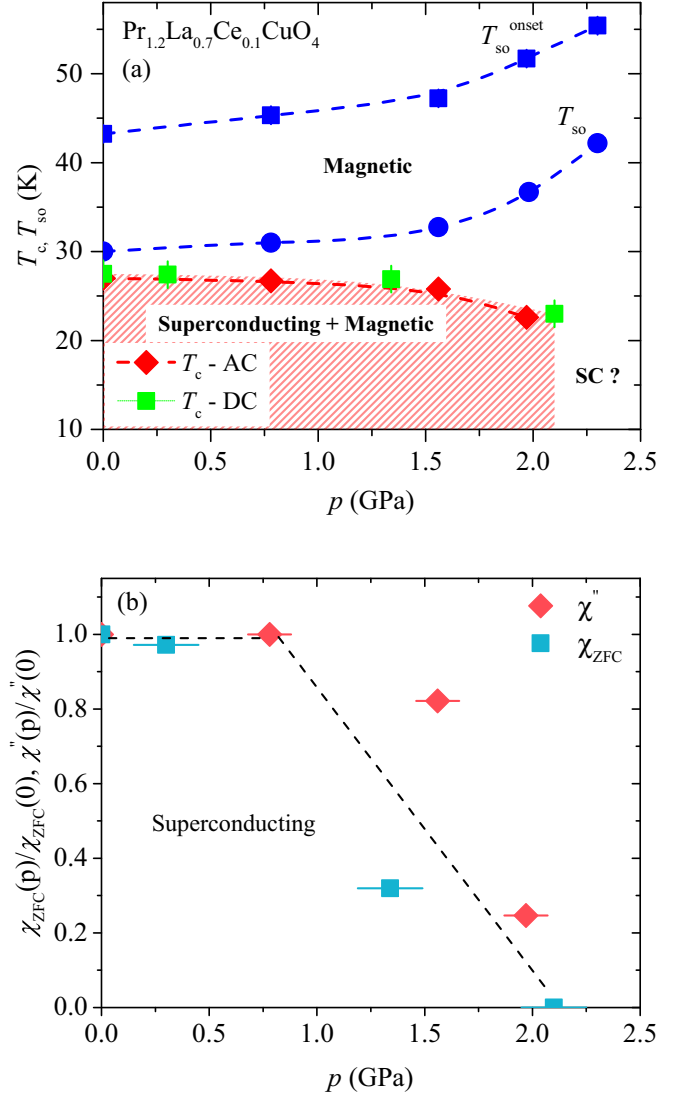 Pr1.2La0.7Ce0.1CuO4
(a)
Tso onset
Tso
Magnetic
Superconducting + Magnetic
Tc - AC
Tc - DC
SC ?
Tc, Tso (K)
50
40
30
20
10
0.0 0.5 1.0 1.5 2.0 2.5
p (GPa)
(b)
χ"
χZFC
Superconducting
χZFC(p)/χZFC(0), χ"(p)/χ"(0)
1.0
0.8
0.6
0.4
0.2
0.0
0.0 0.5 1.0 1.5 2.0 2.5
p (GPa)